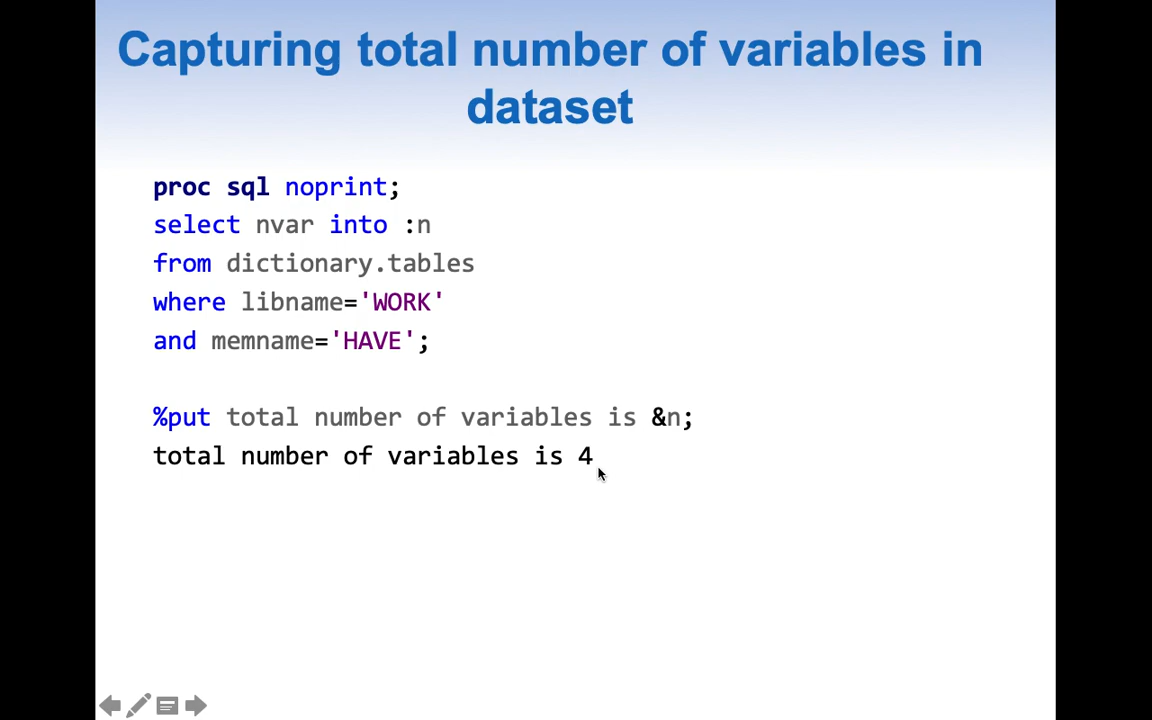 Capturing total number of variables in
dataset
proc sql noprint;
select nvar into :n
from dictionary.tables
where libname='WORK'
and memname='HAVE';
%put total number of variables is &n;
total number of variables is 4